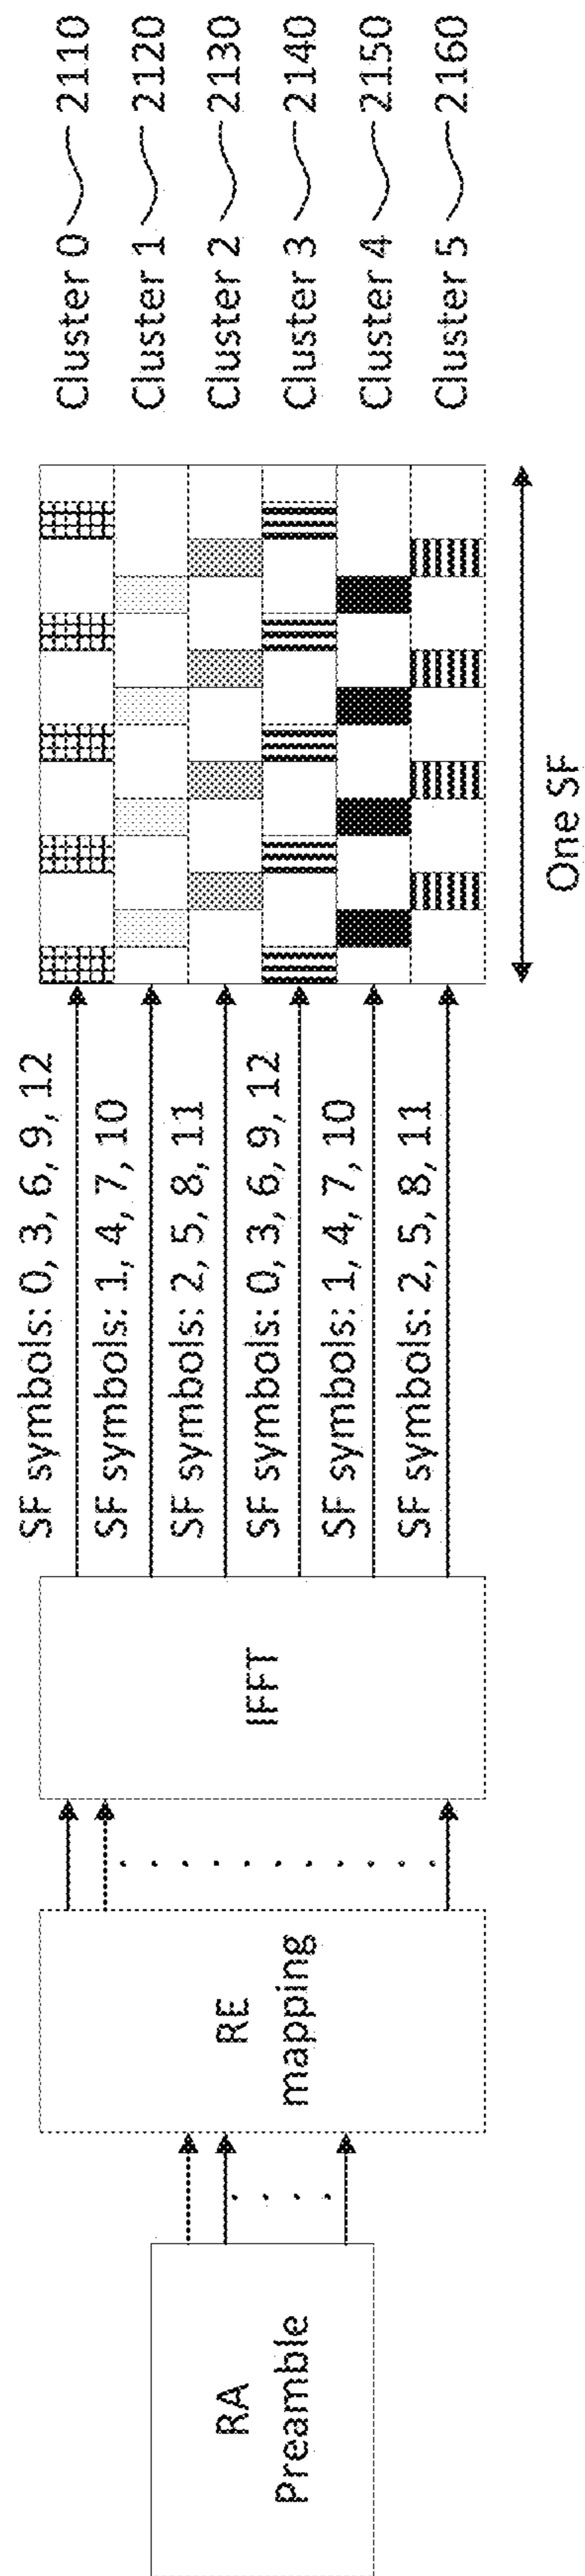 RA
Preamble
RE
mapping
IFFT
SF symbols: 0, 3, 6, 9, 12
SF symbols: 1, 4, 7, 10
SF symbols: 2, 5, 8, 11
SF symbols: 0, 3, 6, 9, 12
SF symbols: 1, 4, 7, 10
SF symbols: 2, 5, 8, 11
One SF
Cluster 0 2110
Cluster 1 2120
Cluster 2 2130
Cluster 3 2140
Cluster 4 2150
Cluster 5 2160